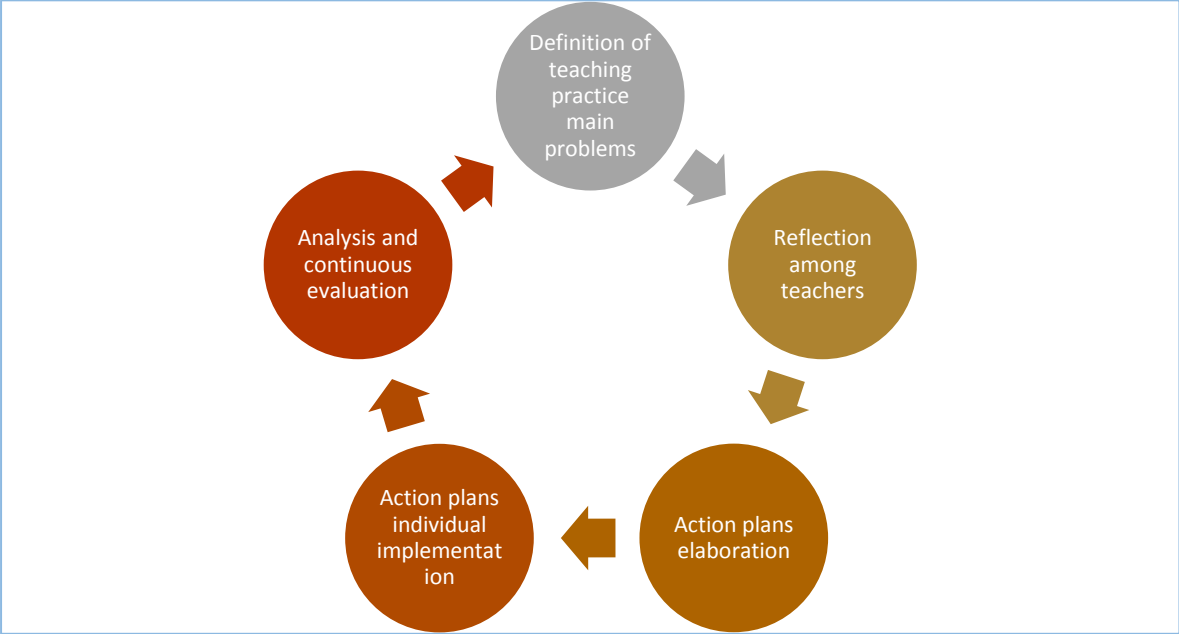 Definition of
teaching
practice
main
problems
Reflection
among
teachers
Action plans
elaboration
Action plans
individual
implementat
ion
Analysis and
continuous
evaluation